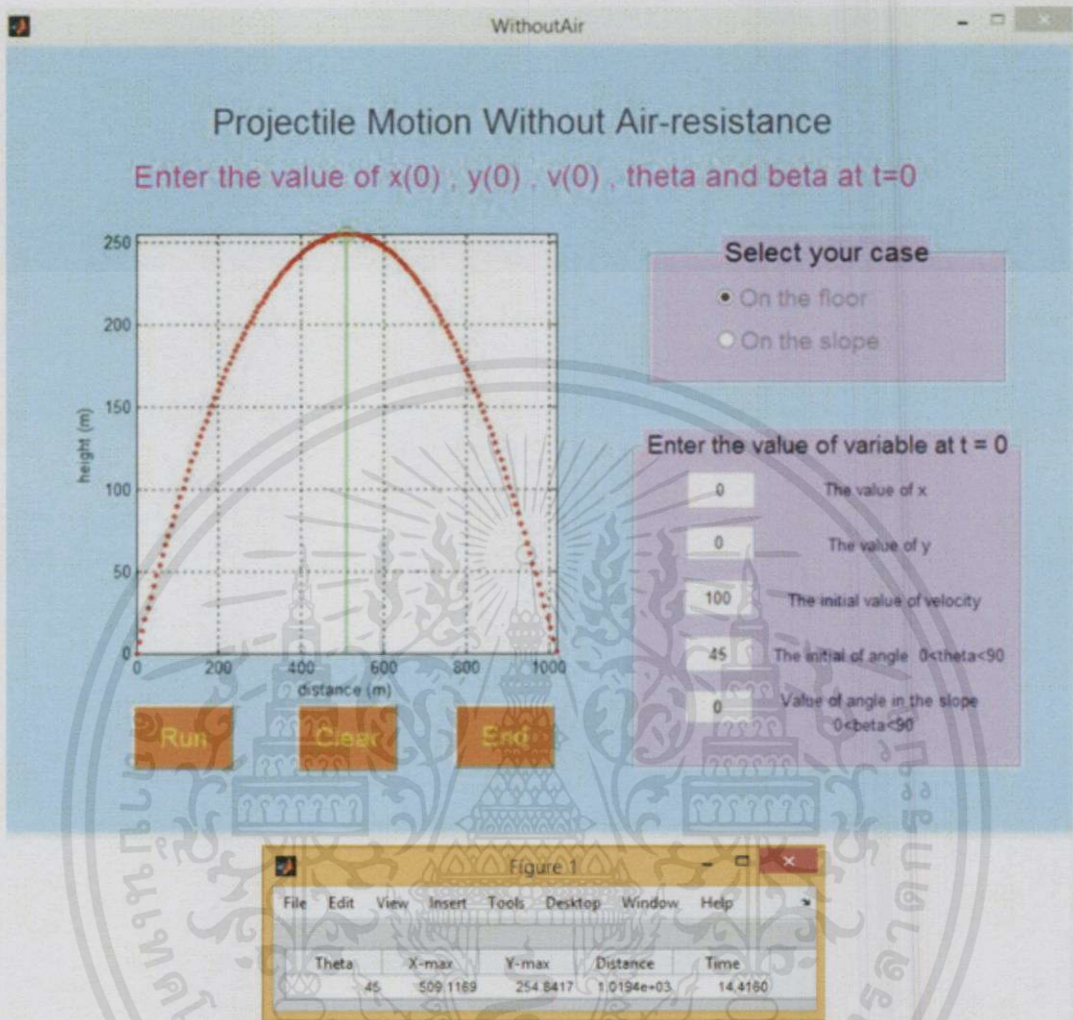 WithoutAir
Projectile Motion Without Air-resistance
Enter the value of x(0) , y(0) , v(0) , theta and beta at t=0
250
200
150
100
50
0
0 200 400 600 800 1000
height (m)
distance (m)
Run Clear End
Select your case
On the floor
On the slope
Enter the value of variable at t = 0
0 The value of x
0 The value of y
100 The initial value of velocity
45 The initial of angle 0<theta<90
0 Value of angle in the slope
0<beta<90
Figure 1
File Edit View Insert Tools Desktop Window Help
Theta X-max Y-max Distance Time
45 509.1169 254.8417 1.0194e+03 14.4160